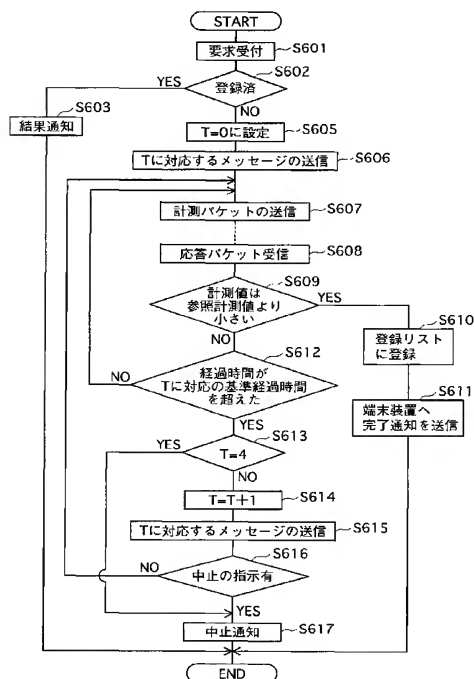 START
要求受付
S601
S602
登録済
YES
NO
S603
結果通知
T=0に設定
S605
Tに対応するメッセージの送信
S606
計測パケットの送信
S607
応答パケット受信
S608
S609
計測値は
参照計測値より
小さい
YES
NO
S610
登録リスト
に登録
S611
端末装置へ
完了通知を送信
S612
経過時間が
Tに対応の基準経過時間
を超えた
NO
YES
S613
T=4
YES
NO
T=T+1
S614
Tに対応するメッセージの送信
S615
S616
中止の指示有
NO
YES
中止通知
S617
END